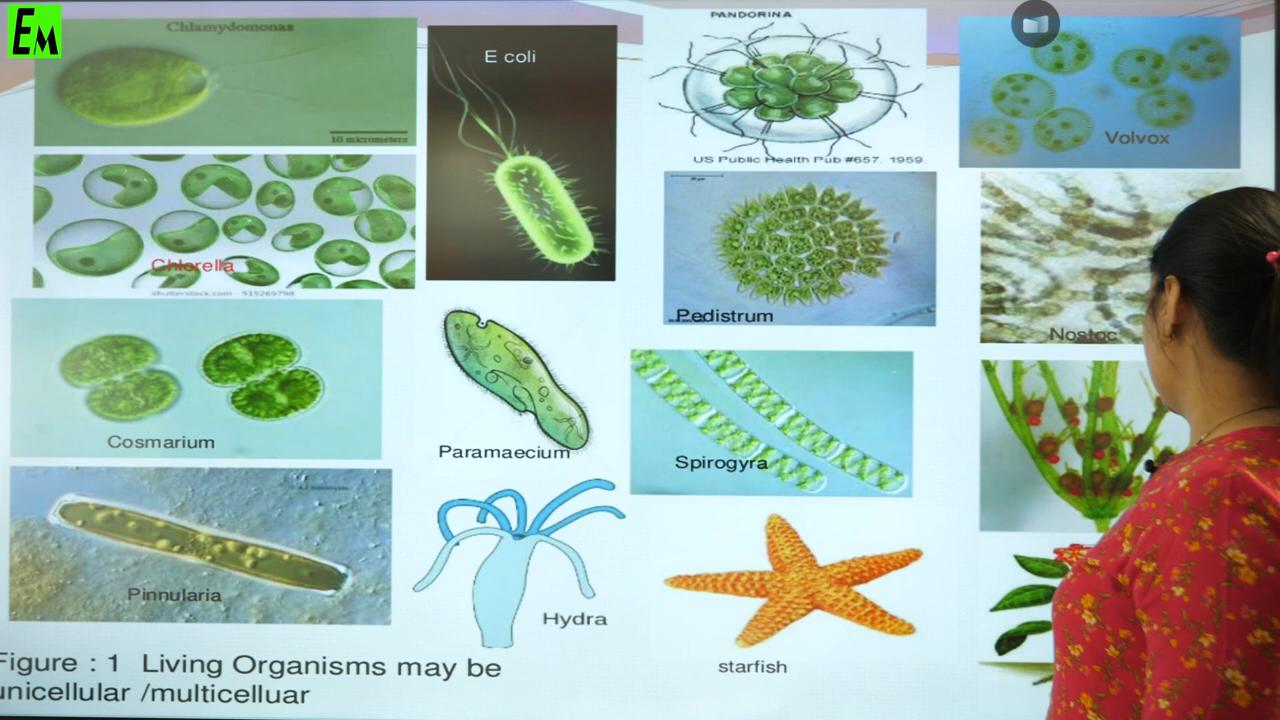 EM
Chlamydomonas
10 micrometers
E coli
PANDORINA
US Public Health Pub #657. 1959.
Volvox
Chlorella
shutterstock.com · 515269798
Pedistrum
Nostoc
Cosmarium
Paramaecium
Spirogyra
Pinnularia
Hydra
starfish
Figure : 1 Living Organisms may be
unicellular /multicelluar